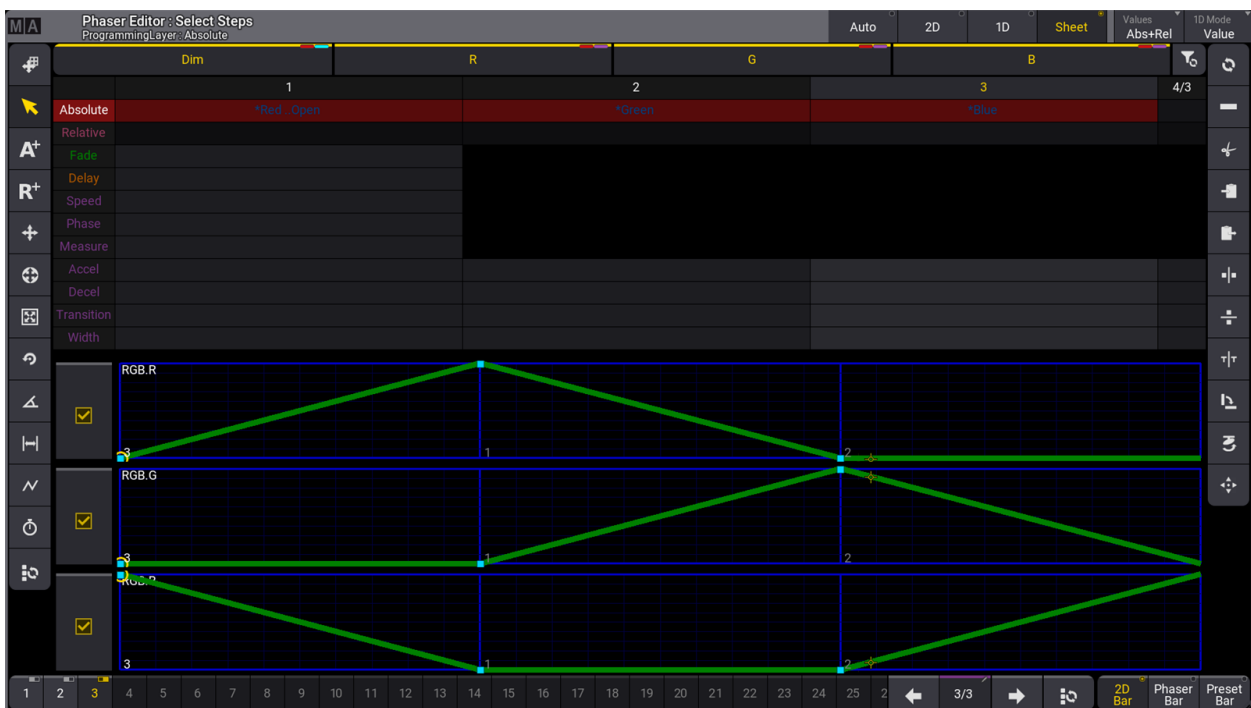 MA
Phaser Editor : Select Steps
ProgrammingLayer : Absolute
Auto
2D
1D
Sheet
Values
Abs+Rel
1D Mode
Value
Dim
R
G
B
1
2
3
4/3
Absolute
*Red...Open
*Green
*Blue
Relative
Fade
Delay
Speed
Phase
Measure
Accel
Decel
Transition
Width
A+
R+
T|T
RGB.R
3
1
2
RGB.G
3
1
2
3
1
2
1 2 3 4 5 6 7 8 9 10 11 12 13 14 15 16 17 18 19 20 21 22 23 24 25 2
3/3
2D
Bar
Phaser
Bar
Preset
Bar